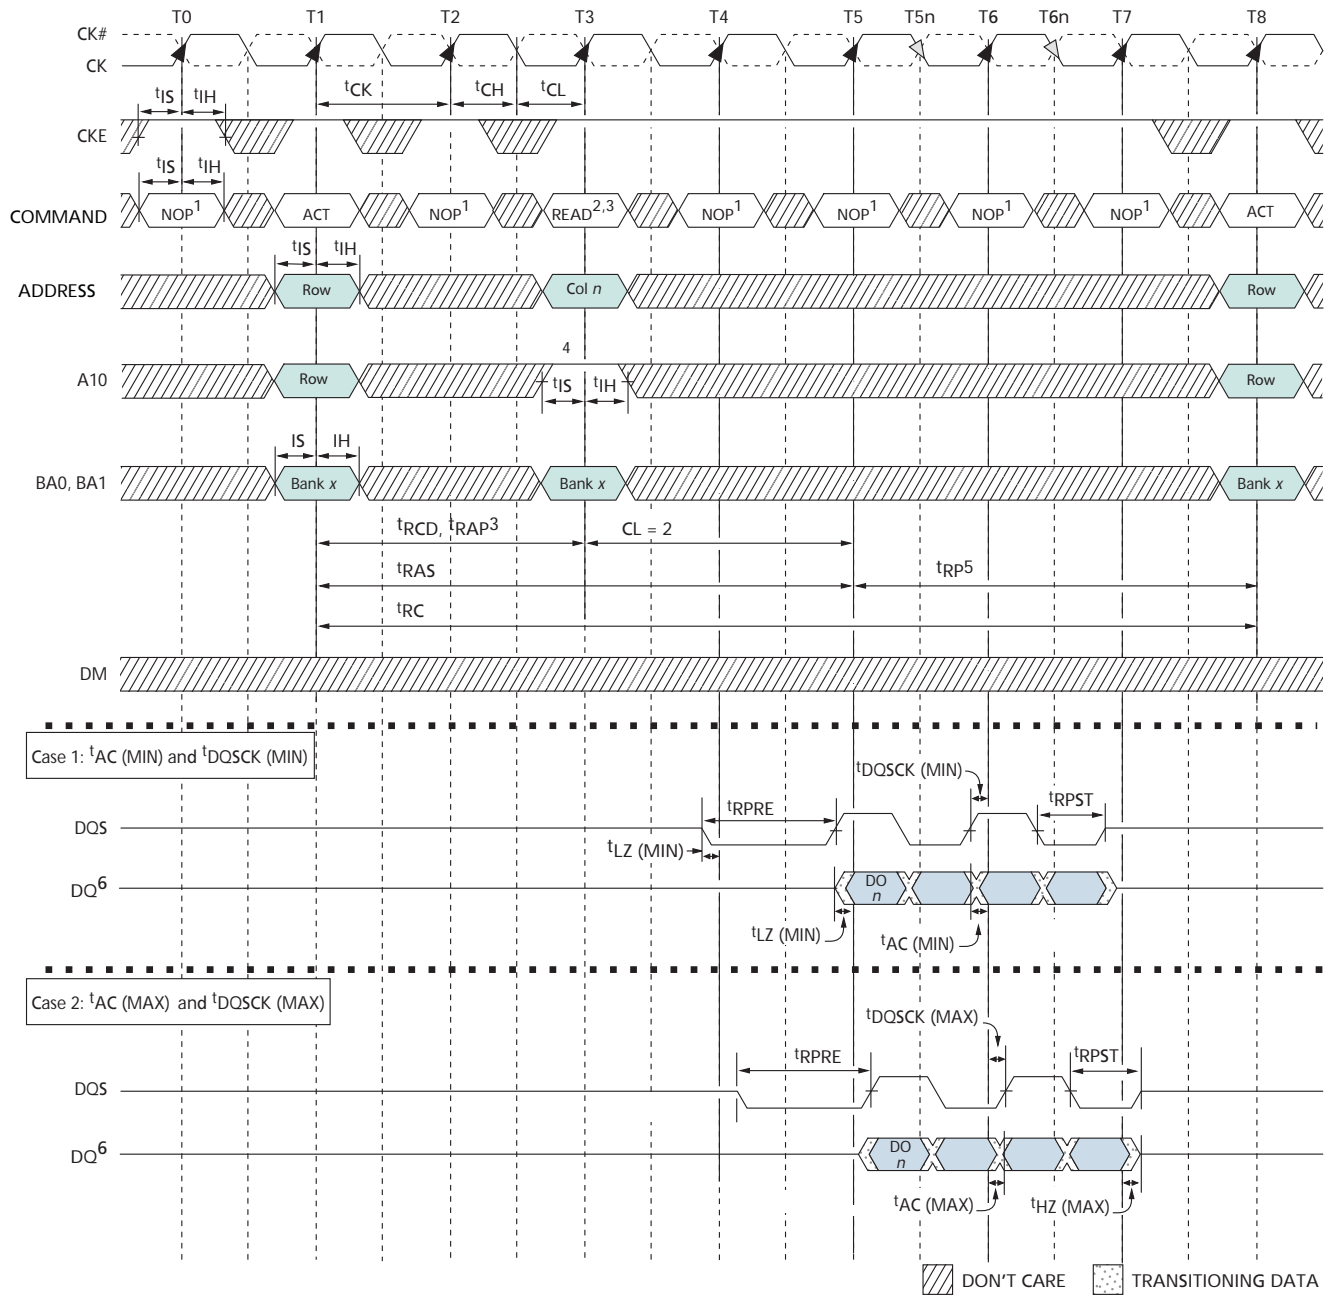 T0 T1 T2 T3 T4 T5 T5n T6 T6n T7 T8
CK#
CK
tCK tCH tCL
tIS tIH
CKE
tIS tIH
COMMAND NOP1 ACT NOP1 READ2,3 NOP1 NOP1 NOP1 NOP1 ACT
tIS tIH
ADDRESS Row Col n Row
4
A10 Row Row
tIS tIH
IS IH
BA0, BA1 Bank x Bank x Bank x
tRCD, tRAP3 CL = 2
tRAS tRP5
tRC
DM
Case 1: tAC (MIN) and tDQSCK (MIN)
tDQSCK (MIN)
tRPRE tRPST
DQS
tLZ (MIN)
DQ6 DO n
tLZ (MIN) tAC (MIN)
Case 2: tAC (MAX) and tDQSCK (MAX)
tDQSCK (MAX)
tRPRE tRPST
DQS
DQ6 DO n
tAC (MAX) tHZ (MAX)
DON'T CARE TRANSITIONING DATA